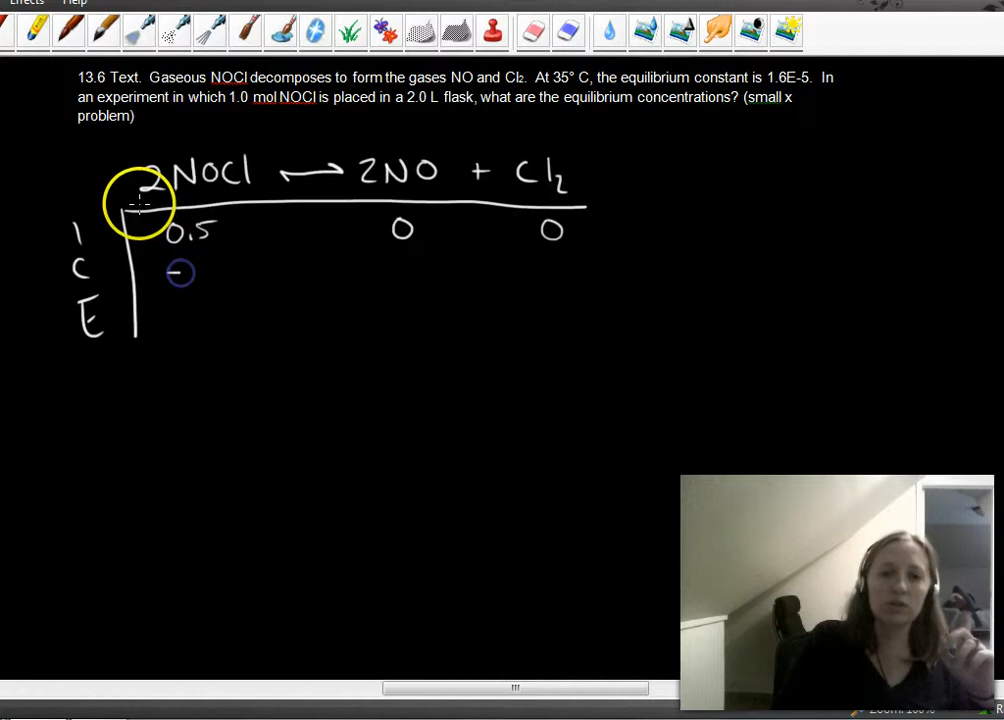 Effects Help
13.6 Text. Gaseous NOCl decomposes to form the gases NO and Cl₂. At 35° C, the equilibrium constant is 1.6E-5. In
an experiment in which 1.0 mol NOCl is placed in a 2.0 L flask, what are the equilibrium concentrations? (small x
problem)
2NOCl ⟷ 2NO + Cl₂
I 0.5 0 0
C -
E
Zoom: 100%